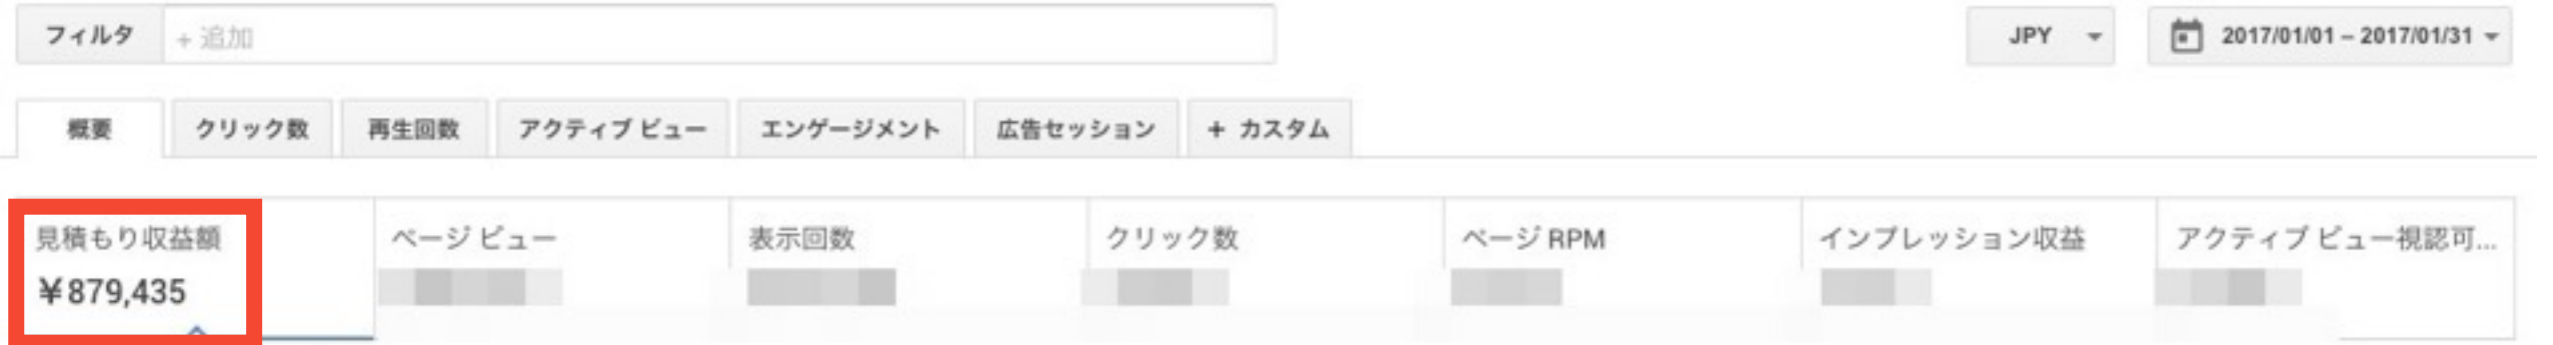 フィルタ + 追加 JPY 2017/01/01 – 2017/01/31
概要 クリック数 再生回数 アクティブ ビュー エンゲージメント 広告セッション + カスタム
見積もり収益額 ページ ビュー 表示回数 クリック数 ページ RPM インプレッション収益 アクティブ ビュー視認可...
¥879,435